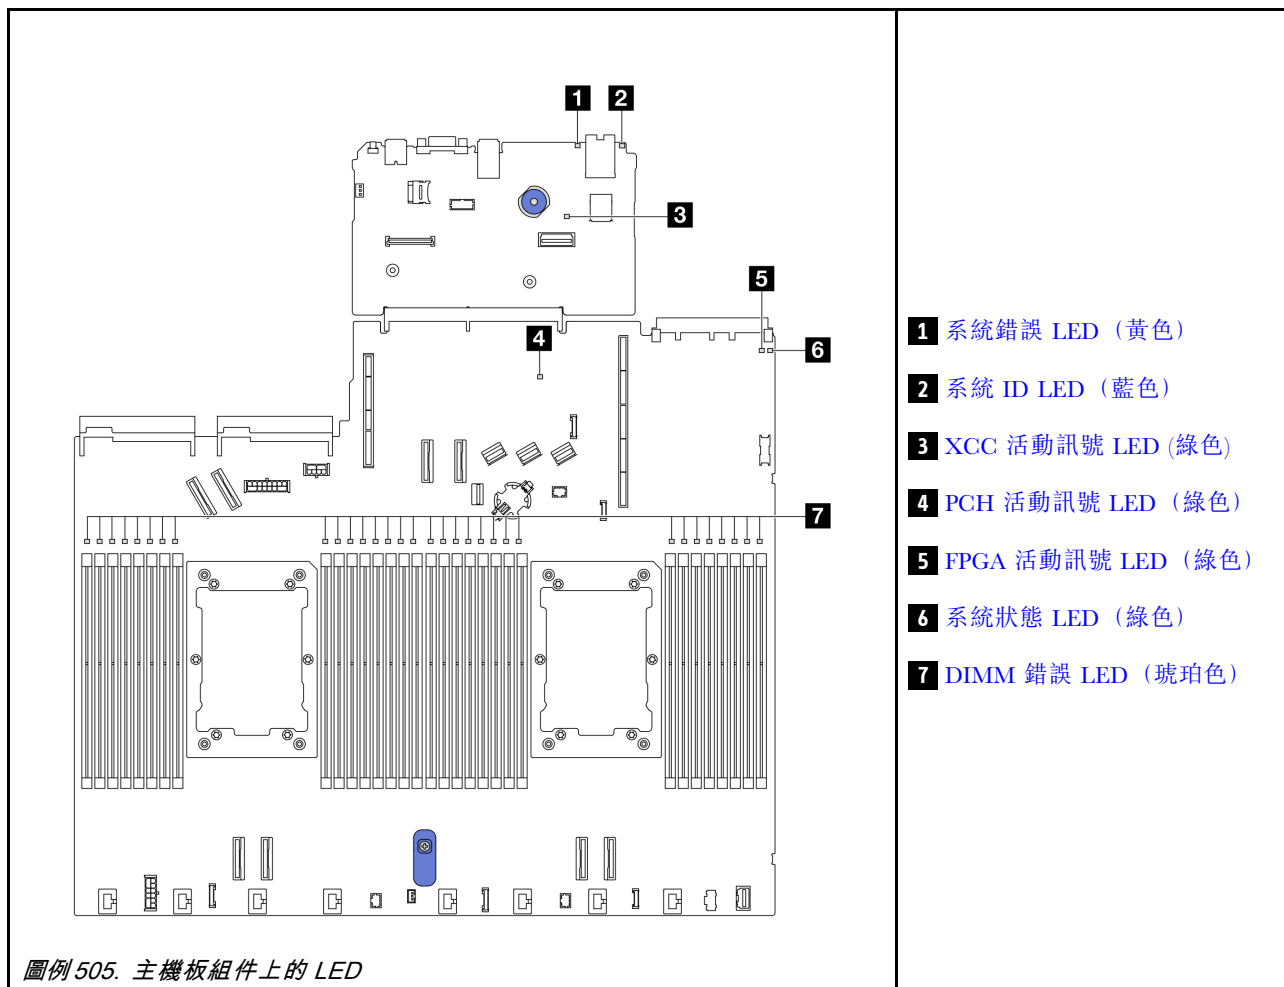 1
2
3
5
4
6
7
圖例 505. 主機板組件上的 LED
1 系統錯誤 LED（黃色）
2 系統 ID LED（藍色）
3 XCC 活動訊號 LED (綠色)
4 PCH 活動訊號 LED（綠色）
5 FPGA 活動訊號 LED（綠色）
6 系統狀態 LED（綠色）
7 DIMM 錯誤 LED（琥珀色）